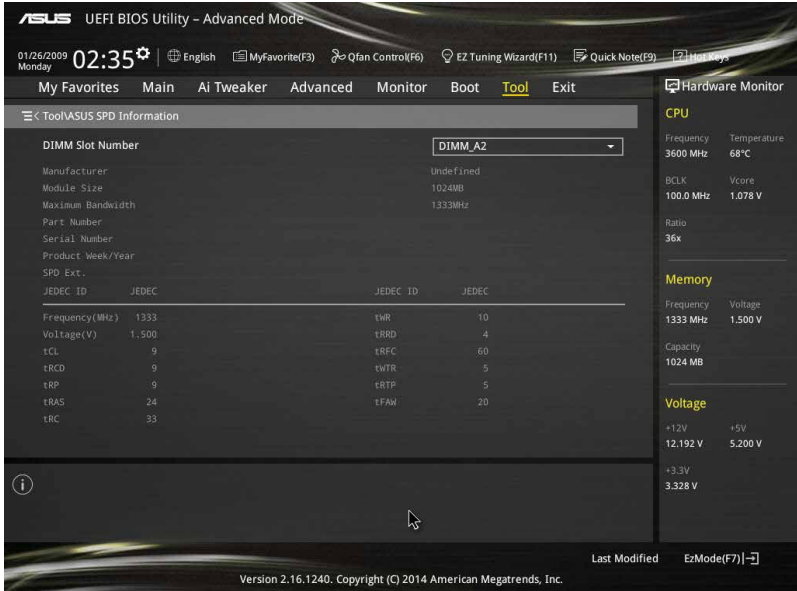 ASUS UEFI BIOS Utility – Advanced Mode
01/26/2009 Monday 02:35 English MyFavorite(F3) Qfan Control(F6) EZ Tuning Wizard(F11) Quick Note(F9) ? Hot Keys
My Favorites Main Ai Tweaker Advanced Monitor Boot Tool Exit
< Tool\ASUS SPD Information
DIMM Slot Number DIMM_A2
Manufacturer Undefined
Module Size 1024MB
Maximum Bandwidth 1333MHz
Part Number
Serial Number
Product Week/Year
SPD Ext.
JEDEC ID JEDEC JEDEC ID JEDEC
Frequency(MHz) 1333 tWR 10
Voltage(V) 1.500 tRRD 4
tCL 9 tRFC 60
tRCD 9 tWTR 5
tRP 9 tRTP 5
tRAS 24 tFAW 20
tRC 33
Hardware Monitor
CPU
Frequency Temperature
3600 MHz 68°C
BCLK Vcore
100.0 MHz 1.078 V
Ratio
36x
Memory
Frequency Voltage
1333 MHz 1.500 V
Capacity
1024 MB
Voltage
+12V +5V
12.192 V 5.200 V
+3.3V
3.328 V
i
Last Modified EzMode(F7)
Version 2.16.1240. Copyright (C) 2014 American Megatrends, Inc.